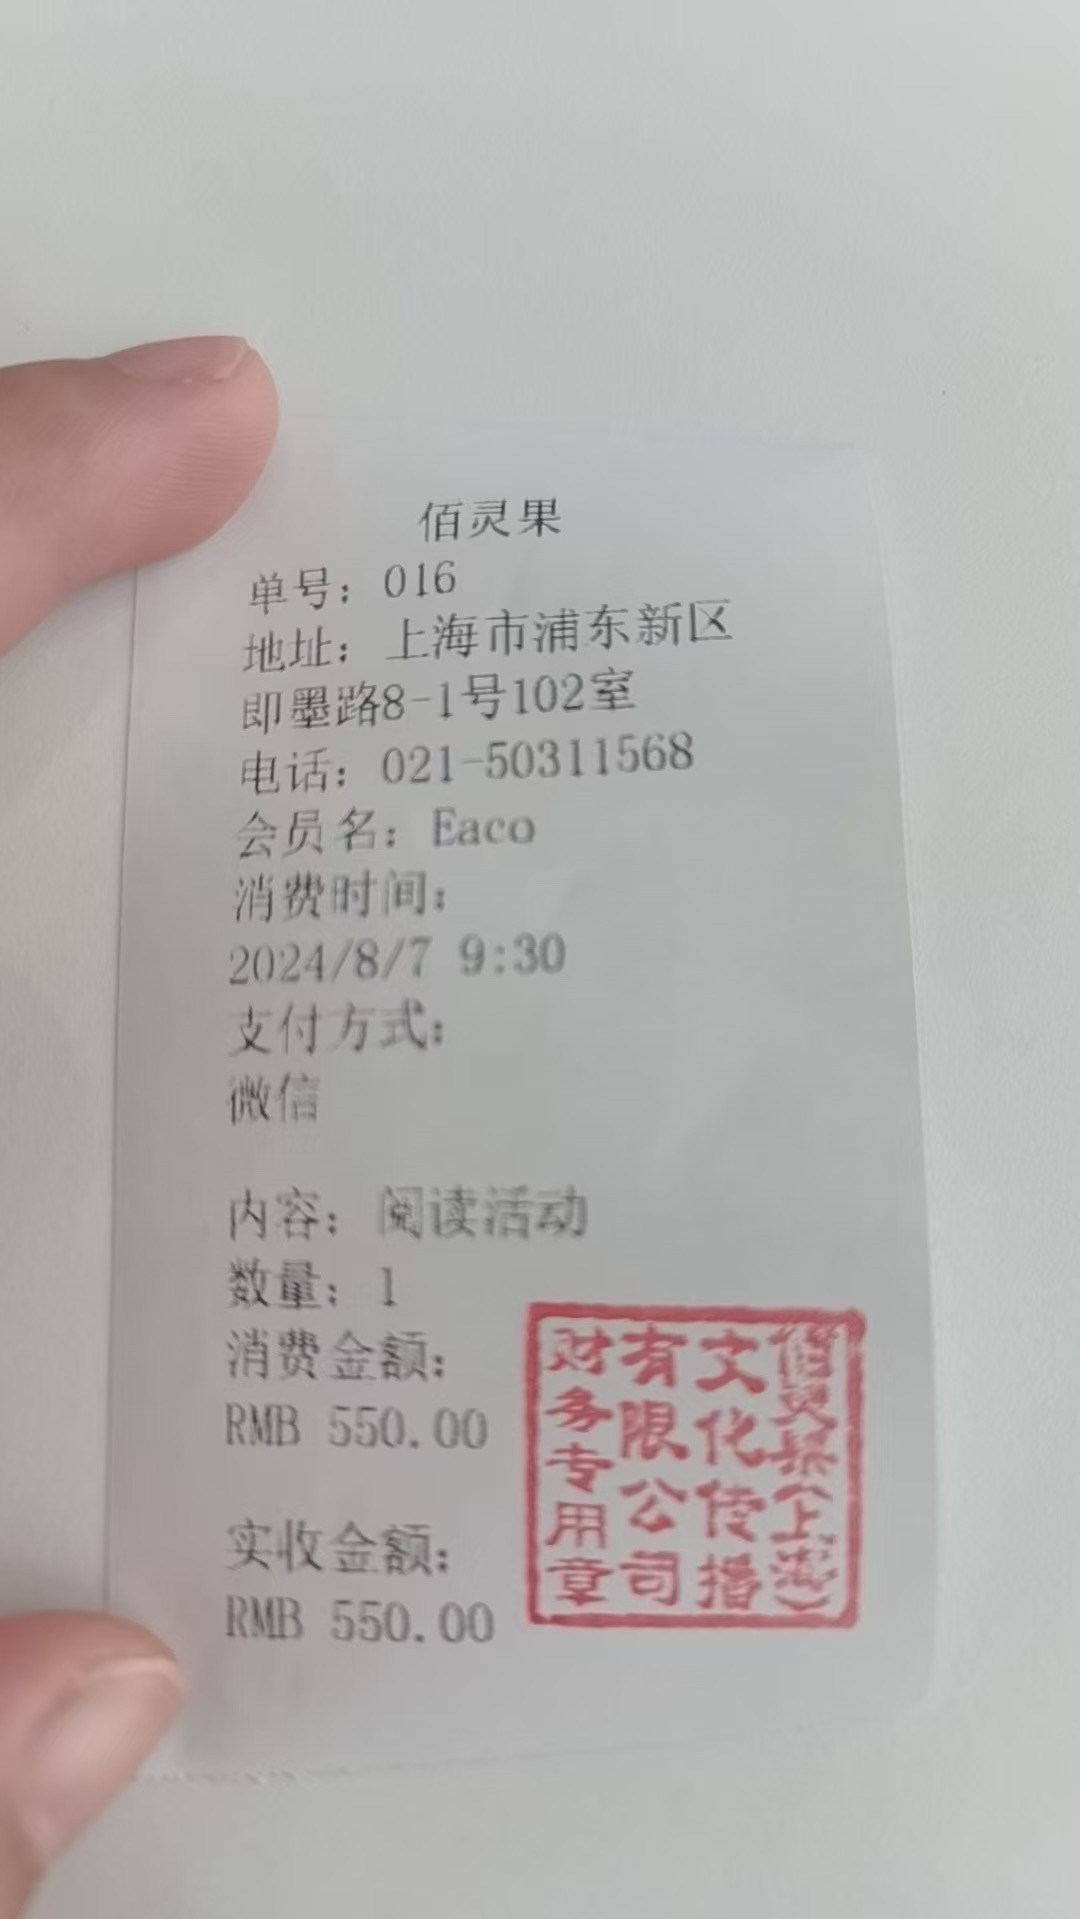 佰灵果
单号：016
地址：上海市浦东新区
即墨路8-1号102室
电话：021-50311568
会员名：Eaco
消费时间：
2024/8/7 9:30
支付方式：
微信
内容：阅读活动
数量：1
消费金额：
RMB 550.00
实收金额：
RMB 550.00
佰灵果（上海）
文化传播
有限公司
财务专用章